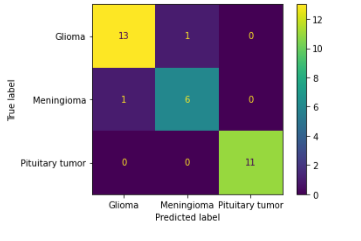 Glioma 13 1 0
Meningioma 1 6 0
Pituitary tumor 0 0 11
Glioma Meningioma Pituitary tumor
Predicted label
True label
12
10
8
6
4
2
0